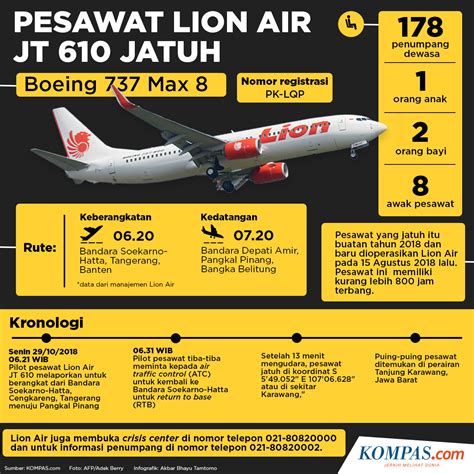 PESAWAT LION AIR
JT 610 JATUH
Boeing 737 Max 8
Nomor registrasi
PK-LQP
178
penumpang
dewasa
1
orang anak
2
orang bayi
8
awak pesawat
Lion
Rute:
Keberangkatan
06.20
Bandara Soekarno-
Hatta, Tangerang,
Banten
*data dari manajemen Lion Air
Kedatangan
07.20
Bandara Depati Amir,
Pangkal Pinang,
Bangka Belitung
Pesawat yang jatuh itu
buatan tahun 2018 dan
baru dioperasikan Lion Air
pada 15 Agustus 2018 lalu.
Pesawat ini memiliki
kurang lebih 800 jam
terbang.
Kronologi
Senin 29/10/2018
06.21 WIB
Pilot pesawat Lion Air
JT 610 melaporkan untuk
berangkat dari Bandara
Soekarno-Hatta,
Cengkareng, Tangerang
menuju Pangkal Pinang
06.31 WIB
Pilot pesawat tiba-tiba
meminta kepada air
traffic control (ATC)
untuk kembali ke
Bandara Soekarno-Hatta
untuk return to base
(RTB)
Setelah 13 menit
mengudara, pesawat
jatuh di koordinat S
5'49.052" E 107'06.628"
atau di sekitar
Karawang,"
Puing-puing pesawat
ditemukan di perairan
Tanjung Karawang,
Jawa Barat
Lion Air juga membuka crisis center di nomor telepon 021-80820000
dan untuk informasi penumpang di nomor telepon 021-80820002.
KOMPAS.com
JERNIH MELIHAT DUNIA
Sumber: KOMPAS.com Foto: AFP/Adek Berry Infografik: Akbar Bhayu Tamtomo